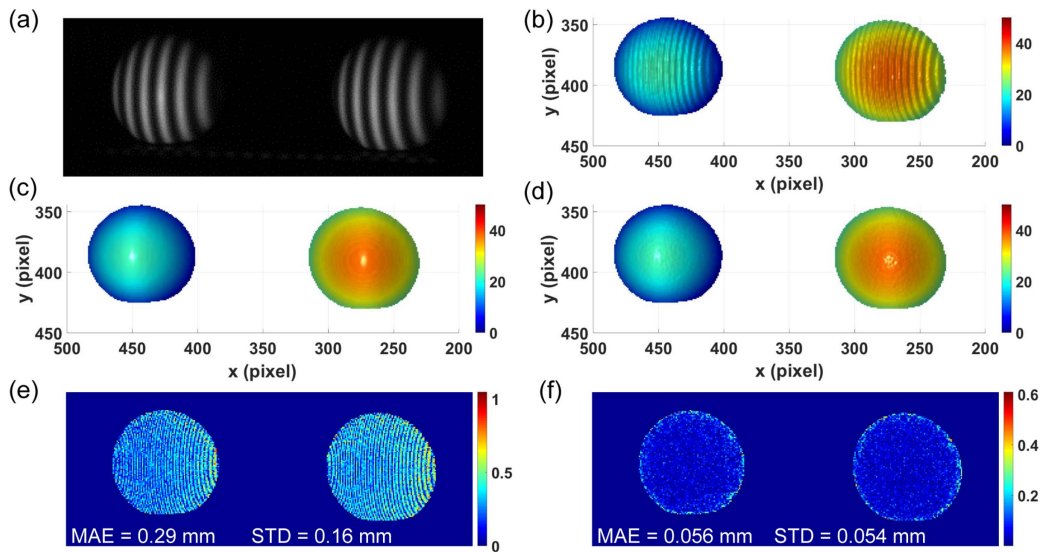 (a)
(b)
350
400
450
y (pixel)
500 450 400 350 300 250 200
x (pixel)
40
20
0
(c)
350
400
450
y (pixel)
500 450 400 350 300 250 200
x (pixel)
40
20
0
(d)
350
400
450
y (pixel)
500 450 400 350 300 250 200
x (pixel)
40
20
0
(e)
MAE = 0.29 mm STD = 0.16 mm
1
0.5
0
(f)
MAE = 0.056 mm STD = 0.054 mm
0.6
0.4
0.2